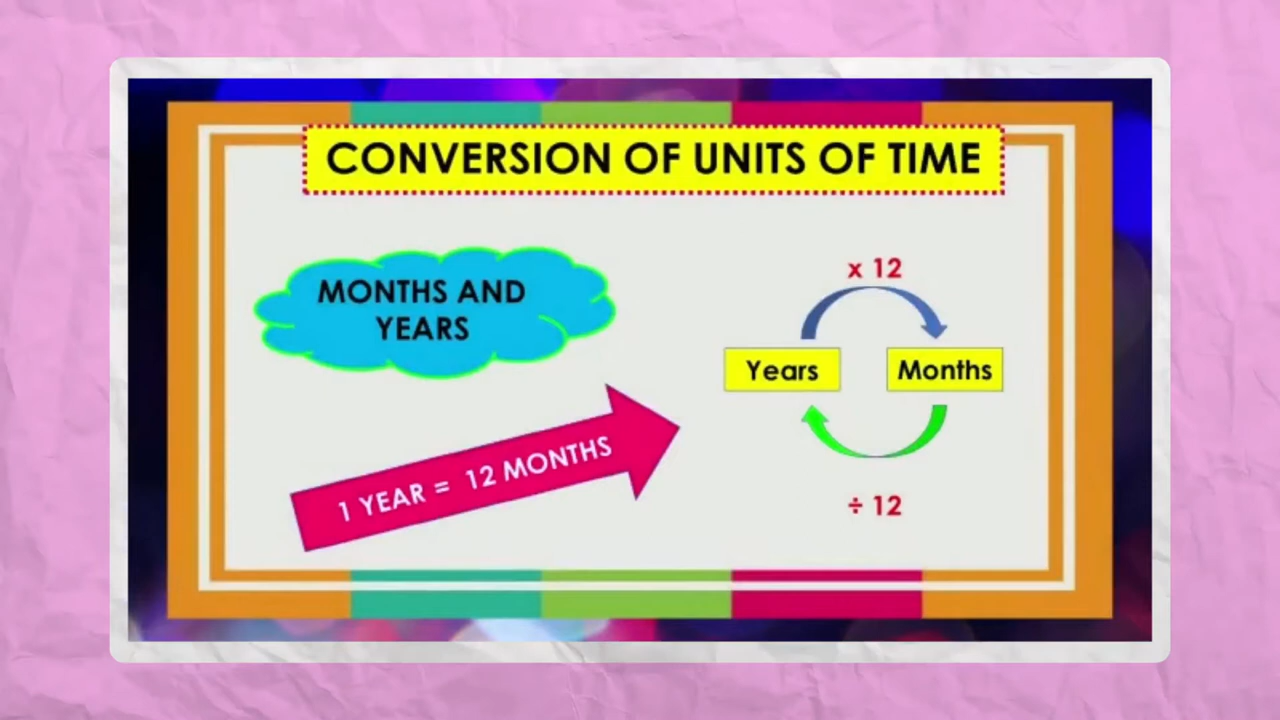 CONVERSION OF UNITS OF TIME
MONTHS AND
YEARS
1 YEAR = 12 MONTHS
x 12
Years
Months
÷ 12